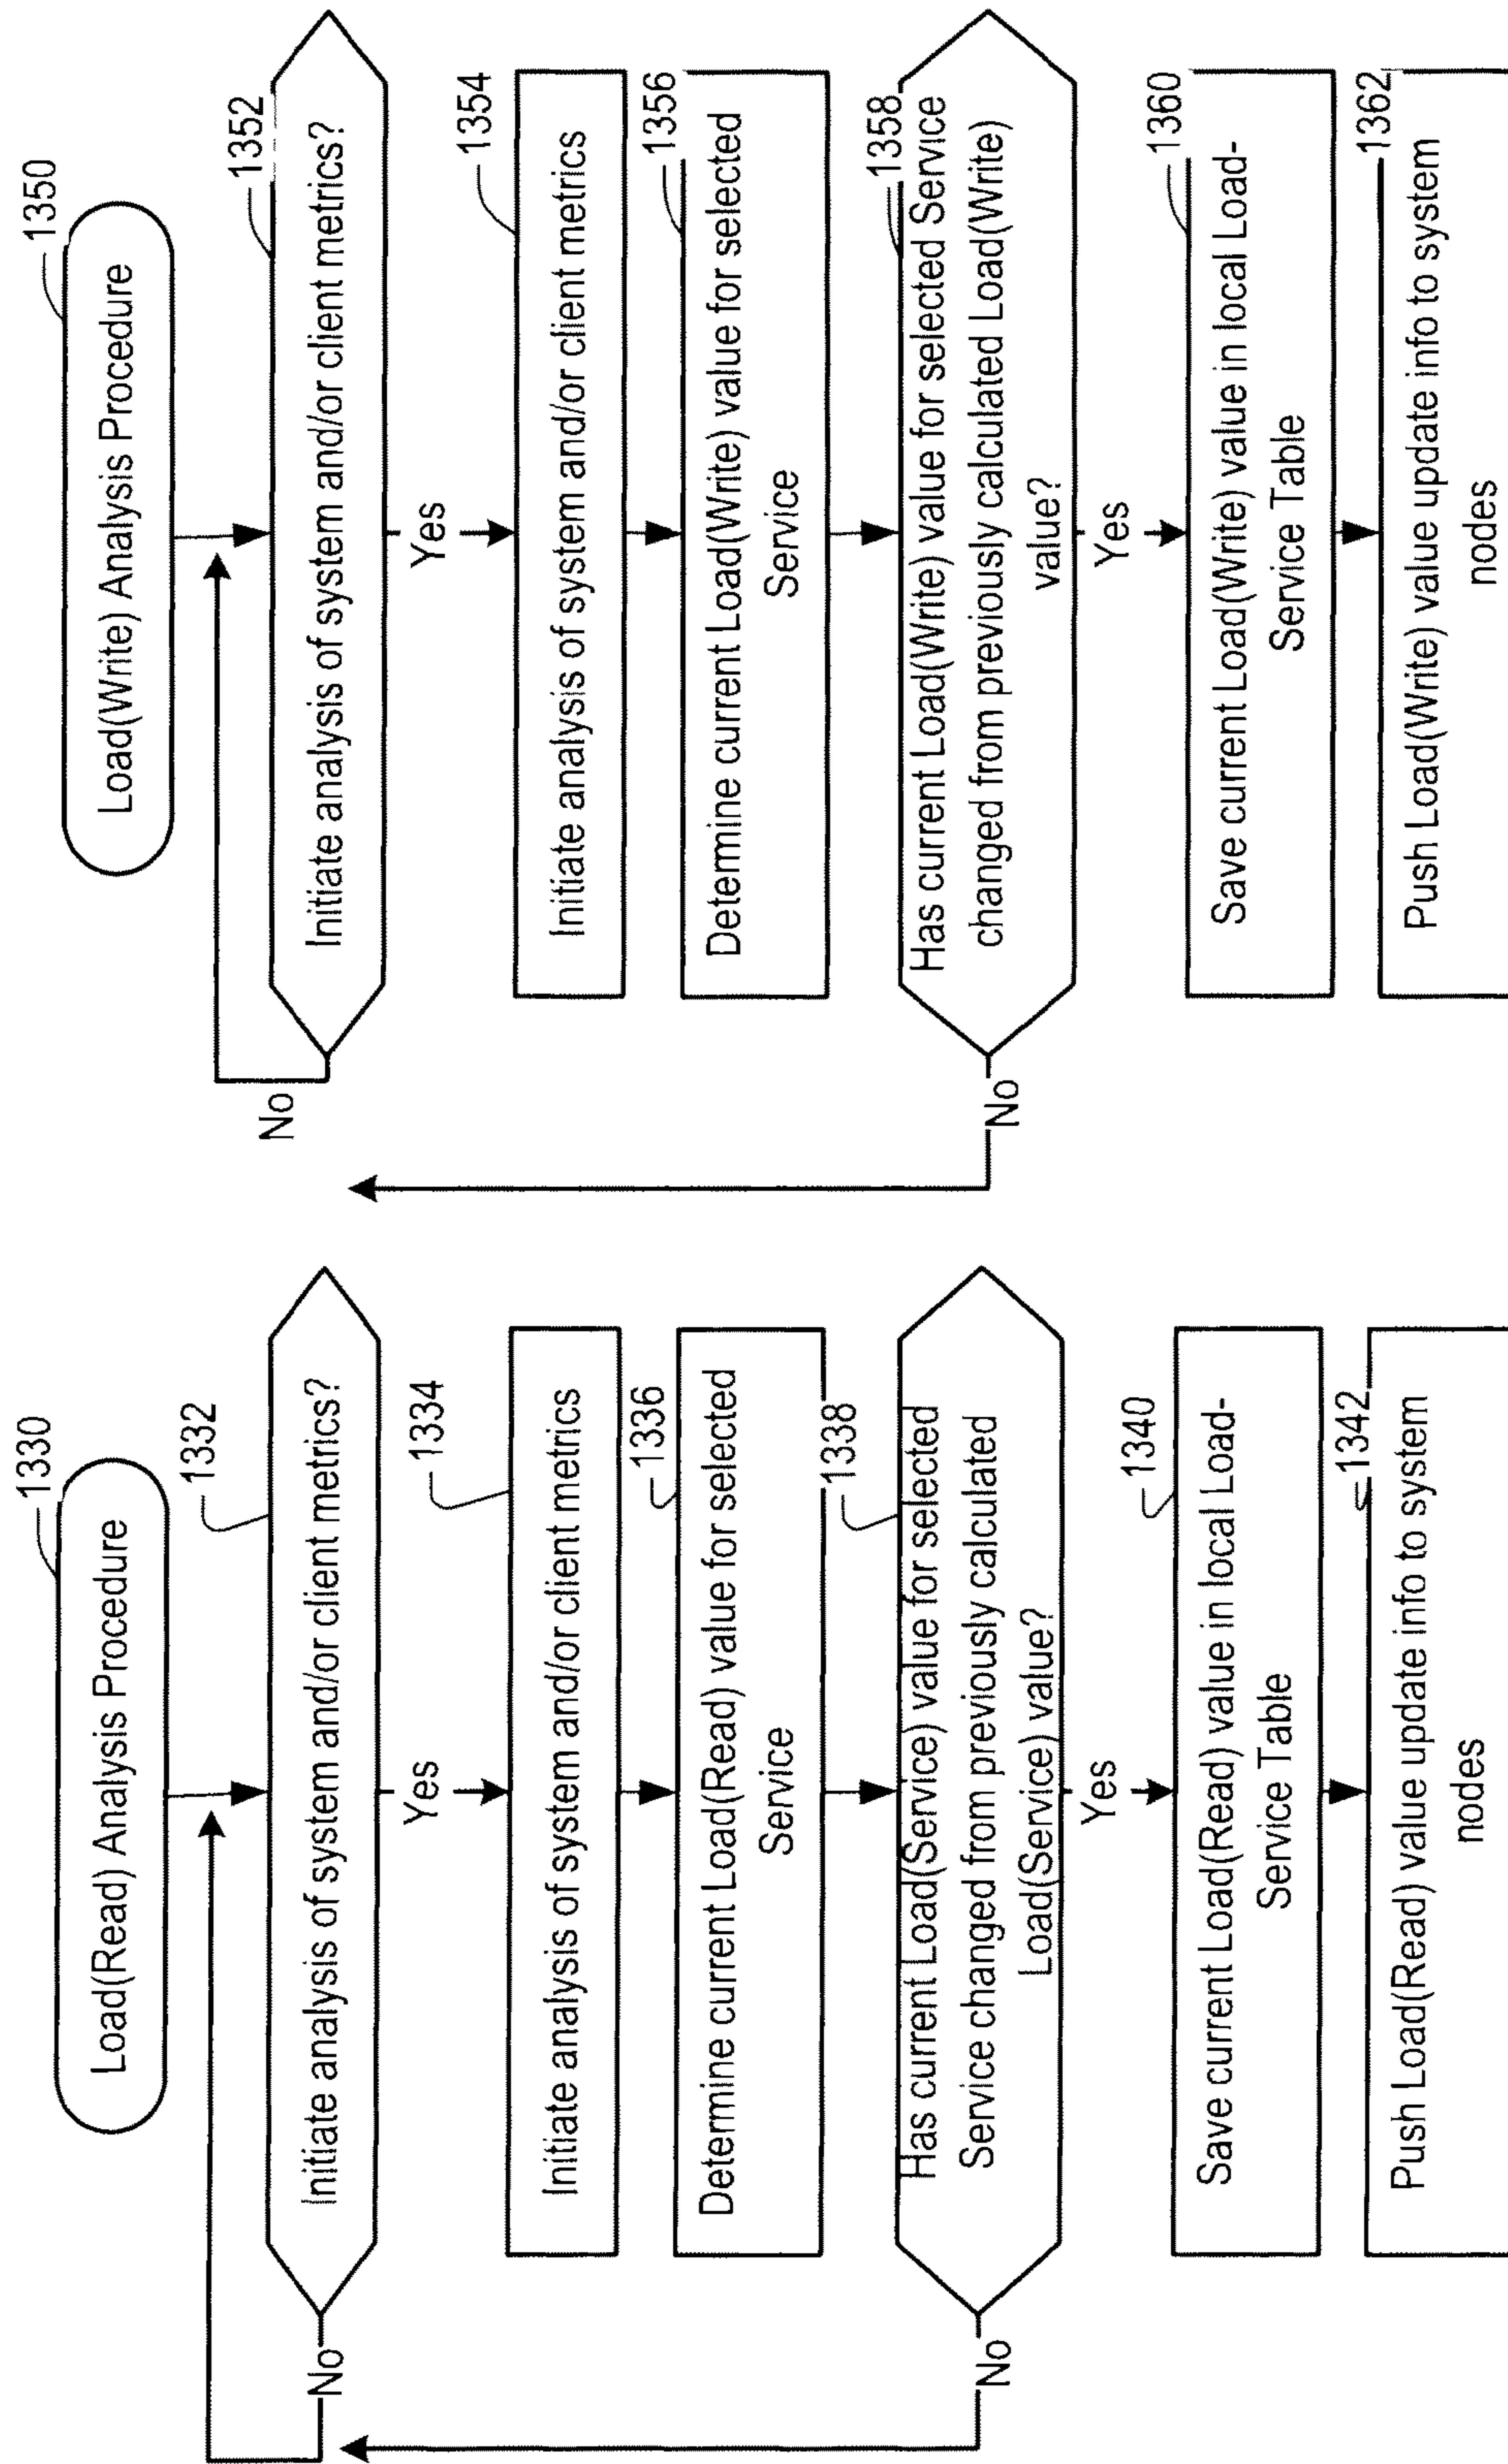 1330
Load(Read) Analysis Procedure
1332
Initiate analysis of system and/or client metrics?
No
Yes
1334
Initiate analysis of system and/or client metrics
1336
Determine current Load(Read) value for selected
Service
1338
Has current Load(Service) value for selected
Service changed from previously calculated
Load(Service) value?
No
Yes
1340
Save current Load(Read) value in local Load-
Service Table
1342
Push Load(Read) value update info to system
nodes
1350
Load(Write) Analysis Procedure
1352
Initiate analysis of system and/or client metrics?
No
Yes
1354
Initiate analysis of system and/or client metrics
1356
Determine current Load(Write) value for selected
Service
1358
Has current Load(Write) value for selected Service
changed from previously calculated Load(Write)
value?
No
Yes
1360
Save current Load(Write) value in local Load-
Service Table
1362
Push Load(Write) value update info to system
nodes